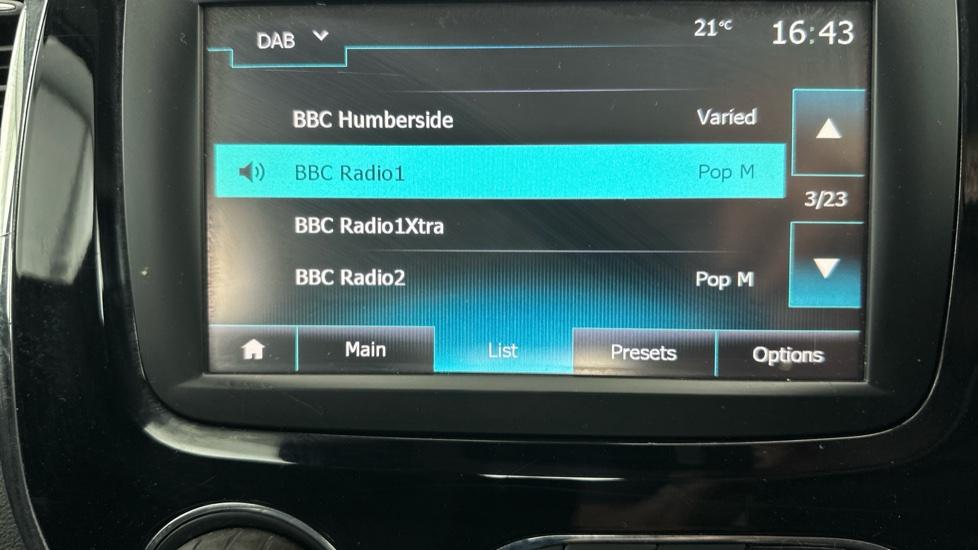 DAB 21°C 16:43
BBC Humberside Varied
BBC Radio1 Pop M
3/23
BBC Radio1Xtra
BBC Radio2 Pop M
Main List Presets Options